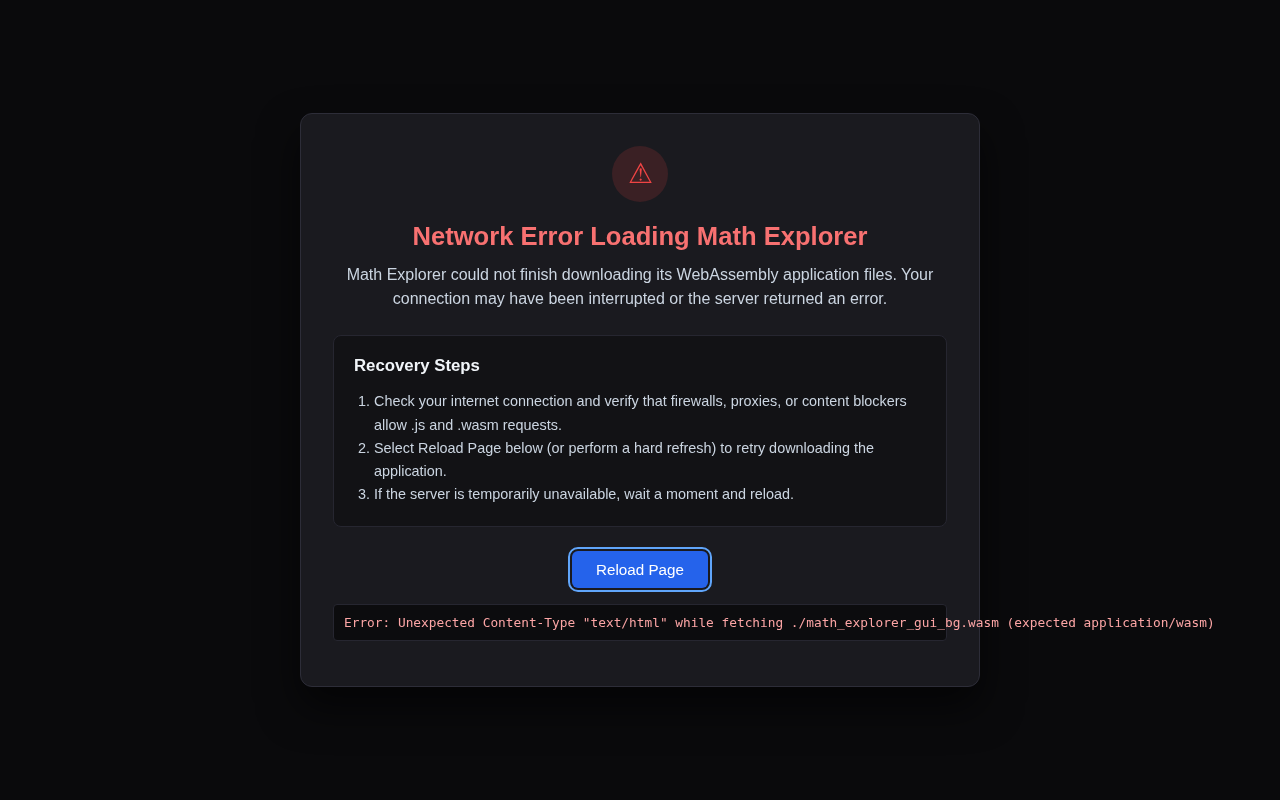 ⚠
Network Error Loading Math Explorer
Math Explorer could not finish downloading its WebAssembly application files. Your
connection may have been interrupted or the server returned an error.
Recovery Steps
1. Check your internet connection and verify that firewalls, proxies, or content blockers
allow .js and .wasm requests.
2. Select Reload Page below (or perform a hard refresh) to retry downloading the
application.
3. If the server is temporarily unavailable, wait a moment and reload.
Reload Page
Error: Unexpected Content-Type "text/html" while fetching ./math_explorer_gui_bg.wasm (expected application/wasm)